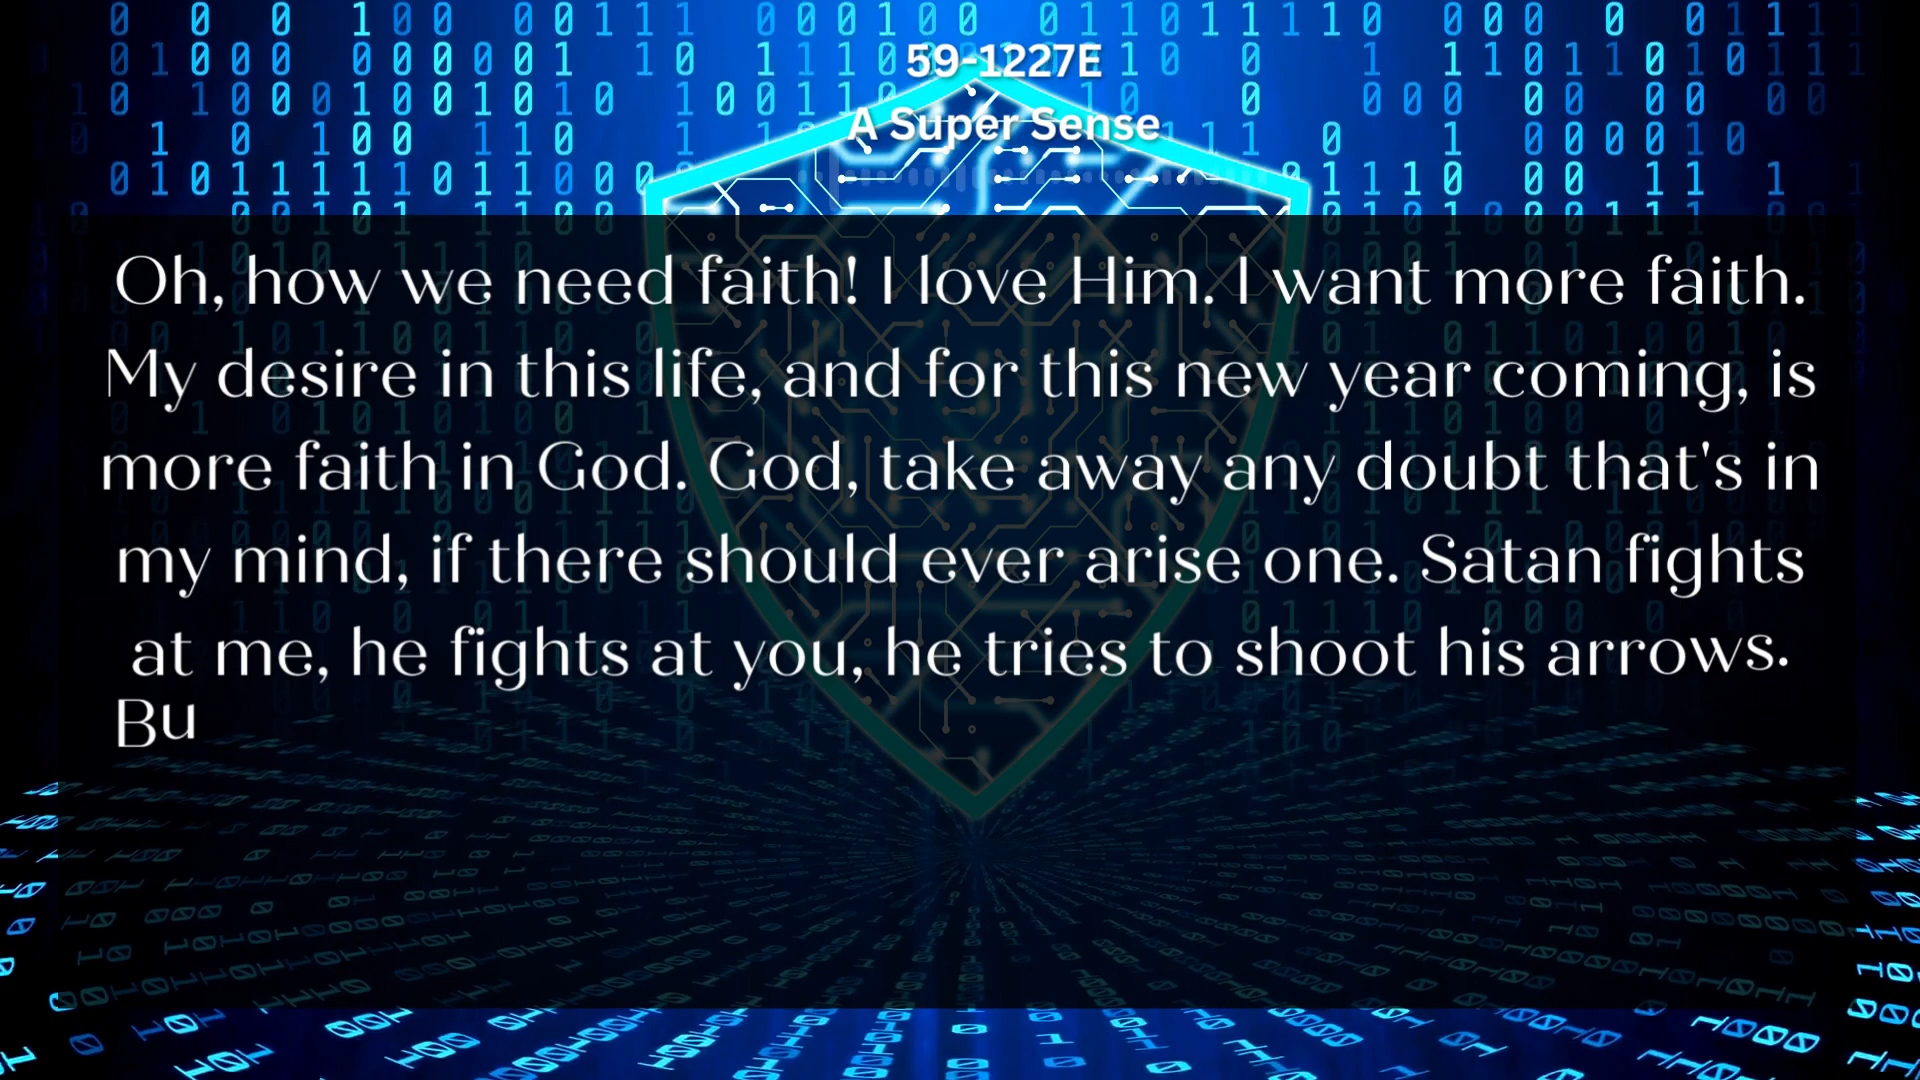 59-1227E
A Super Sense
Oh, how we need faith! I love Him. I want more faith.
My desire in this life, and for this new year coming, is
more faith in God. God, take away any doubt that's in
my mind, if there should ever arise one. Satan fights
at me, he fights at you, he tries to shoot his arrows.
Bu